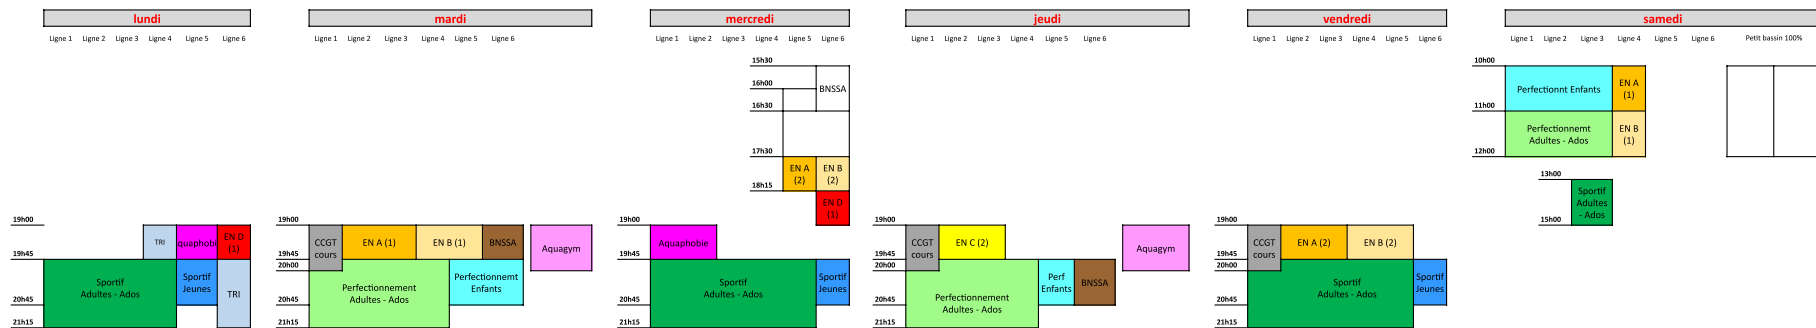 lundi
Ligne 1 Ligne 2 Ligne 3 Ligne 4 Ligne 5 Ligne 6
19h00
TRI
quaphobi
EN D
(1)
19h45
Sportif
Adultes - Ados
Sportif
Jeunes
TRI
20h45
21h15
mardi
Ligne 1 Ligne 2 Ligne 3 Ligne 4 Ligne 5 Ligne 6
19h00
CCGT
cours
EN A (1)
EN B (1)
BNSSA
Aquagym
19h45
20h00
Perfectionnement
Adultes - Ados
Perfectionnemt
Enfants
20h45
21h15
mercredi
Ligne 1 Ligne 2 Ligne 3 Ligne 4 Ligne 5 Ligne 6
15h30
16h00
BNSSA
16h30
17h30
EN A
(2)
EN B
(2)
18h15
EN D
(1)
19h00
Aquaphobie
19h45
Sportif
Adultes - Ados
Sportif
Jeunes
20h45
21h15
jeudi
Ligne 1 Ligne 2 Ligne 3 Ligne 4 Ligne 5 Ligne 6
19h00
CCGT
cours
EN C (2)
Aquagym
19h45
20h00
Perfectionnement
Adultes - Ados
Perf
Enfants
BNSSA
20h45
21h15
vendredi
Ligne 1 Ligne 2 Ligne 3 Ligne 4 Ligne 5 Ligne 6
19h00
CCGT
cours
EN A (2)
EN B (2)
19h45
20h00
Sportif
Adultes - Ados
Sportif
Jeunes
20h45
21h15
samedi
Ligne 1 Ligne 2 Ligne 3 Ligne 4 Ligne 5 Ligne 6 Petit bassin 100%
10h00
Perfectionnt Enfants
EN A
(1)
11h00
Perfectionnemt
Adultes - Ados
EN B
(1)
12h00
13h00
Sportif
Adultes
- Ados
15h00